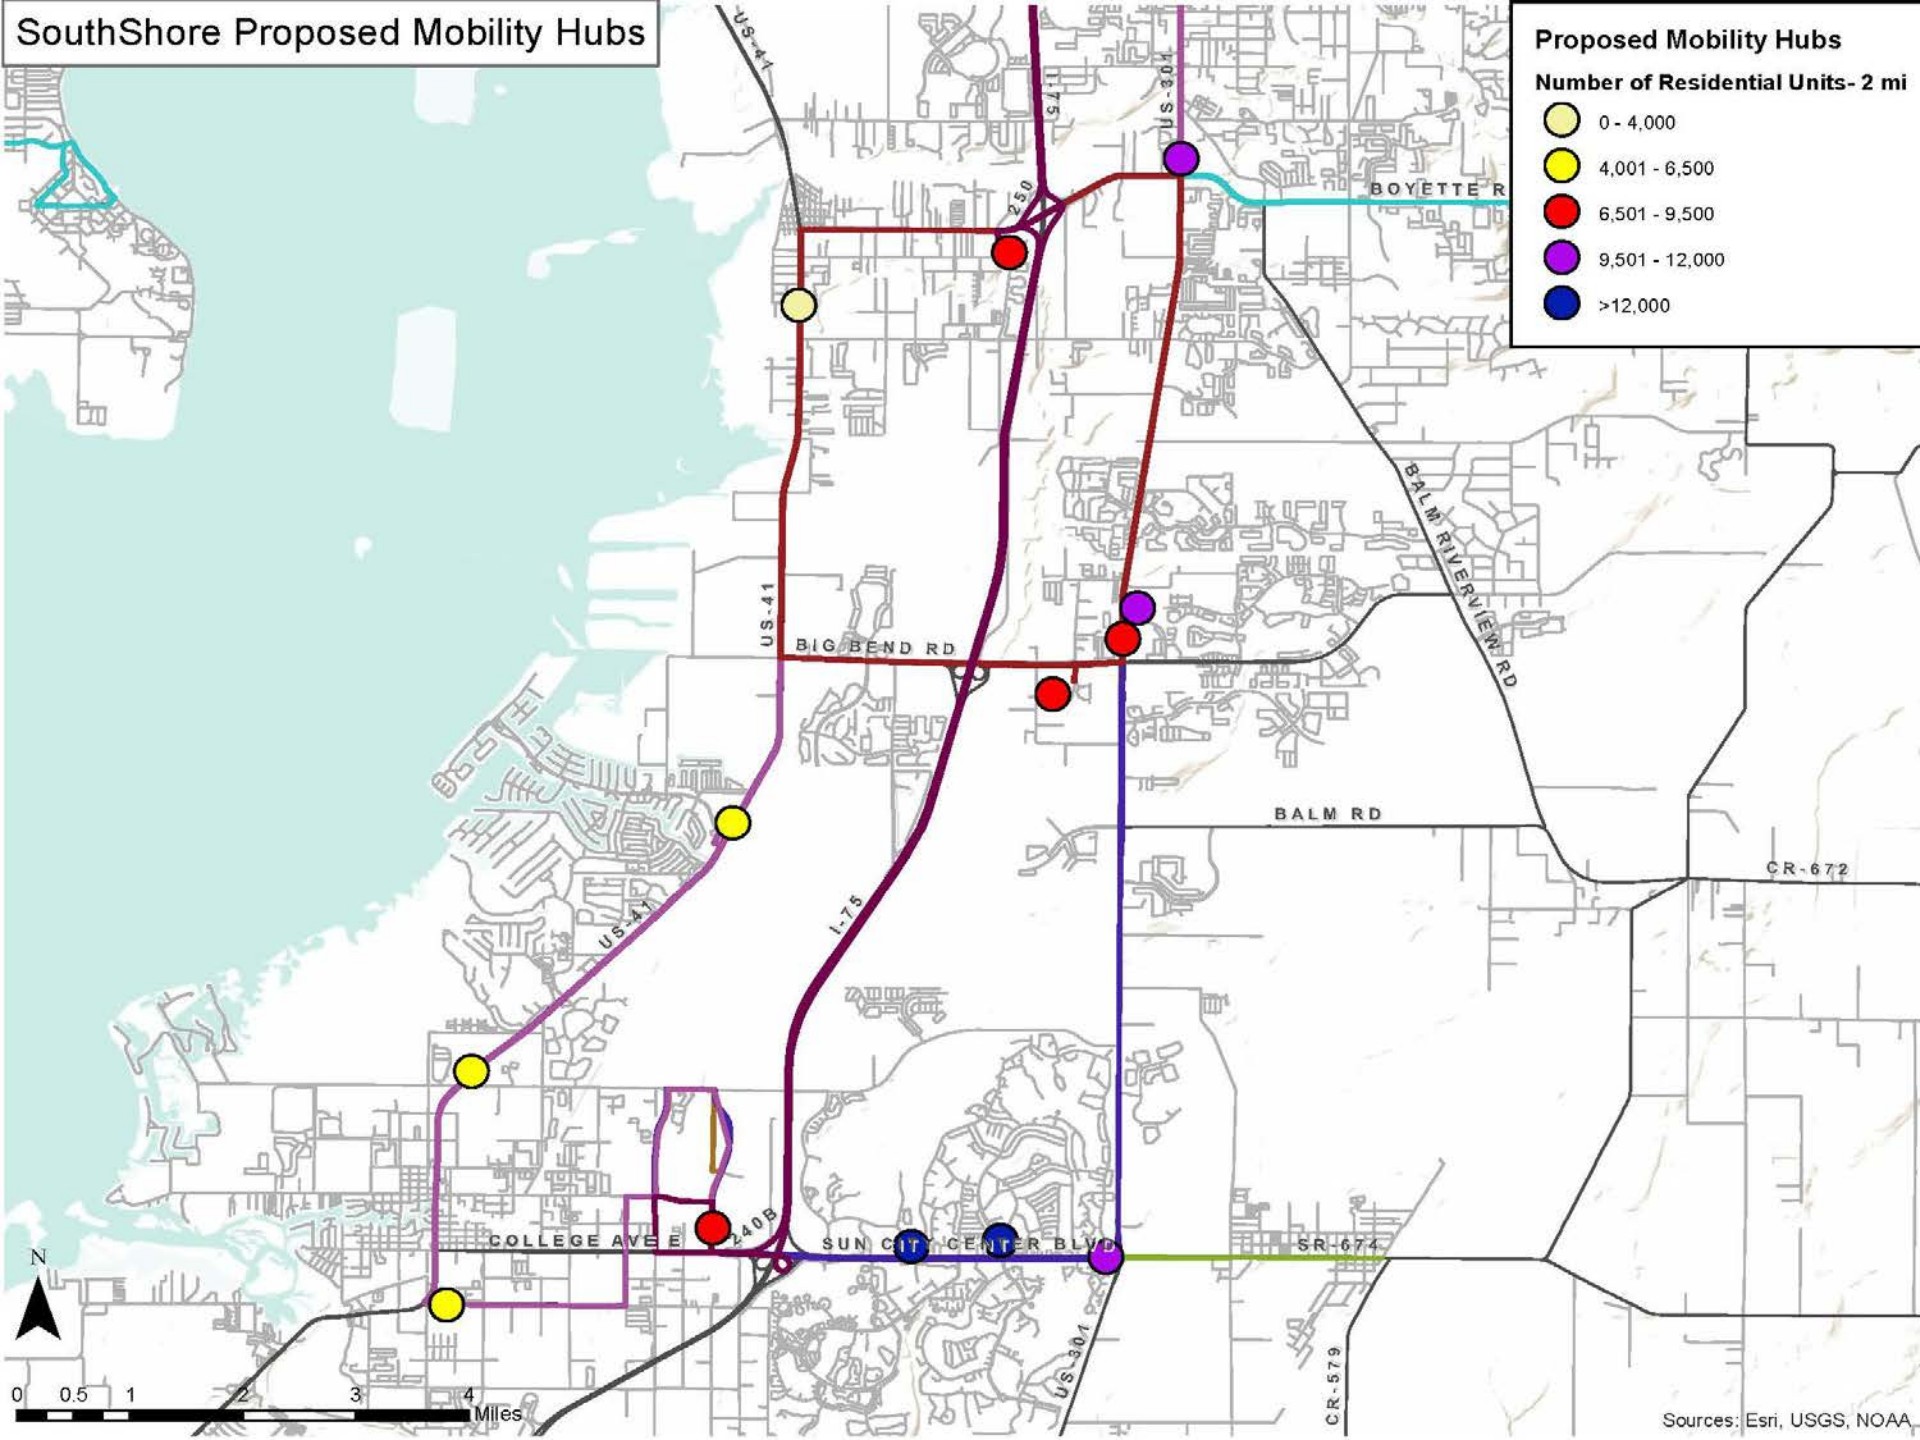 SouthShore Proposed Mobility Hubs
Proposed Mobility Hubs
Number of Residential Units- 2 mi
0 - 4,000
4,001 - 6,500
6,501 - 9,500
9,501 - 12,000
>12,000
US-41
I-75
US-301
250
BOYETTE R
BALM RIVERVIEW RD
US-41
BIG BEND RD
BALM RD
CR-672
US-41
I-75
240B
COLLEGE AVE E
SUN CITY CENTER BLVD
SR-674
US-301
CR-579
N
0 0.5 1 2 3 4
Miles
Sources: Esri, USGS, NOAA